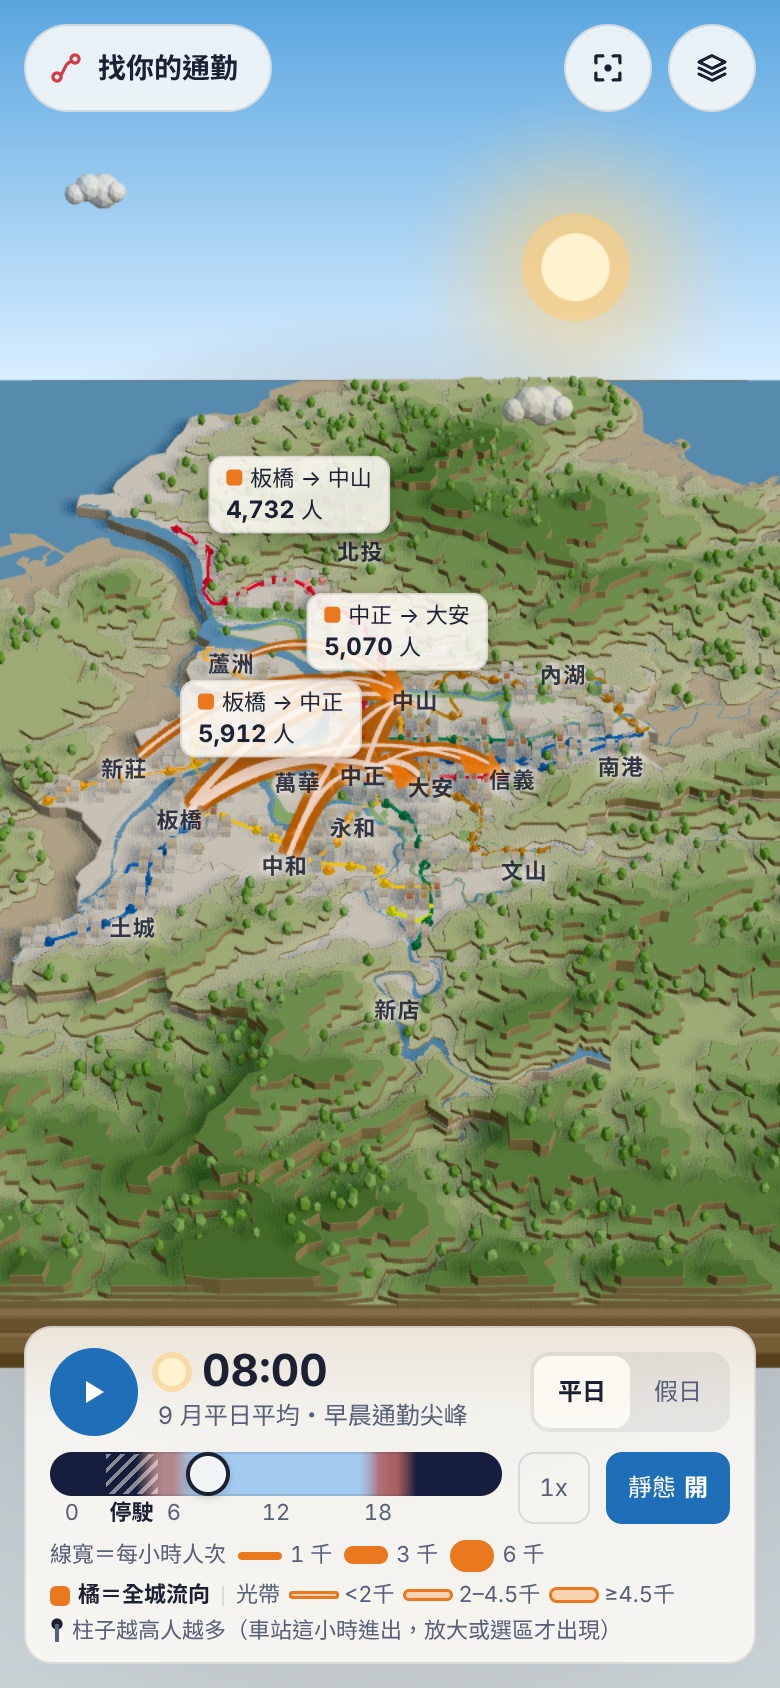 找你的通勤
板橋 → 中山
4,732 人
北投
中正 → 大安
5,070 人
蘆洲
內湖
板橋 → 中正
5,912 人
中山
新莊
萬華
中正
大安
信義
南港
板橋
永和
中和
文山
土城
新店
08:00
9 月平日平均・早晨通勤尖峰
平日
假日
0 停駛 6 12 18
1x
靜態 開
線寬＝每小時人次 1 千 3 千 6 千
橘＝全城流向 | 光帶 <2千 2–4.5千 ≥4.5千
柱子越高人越多（車站這小時進出，放大或選區才出現）